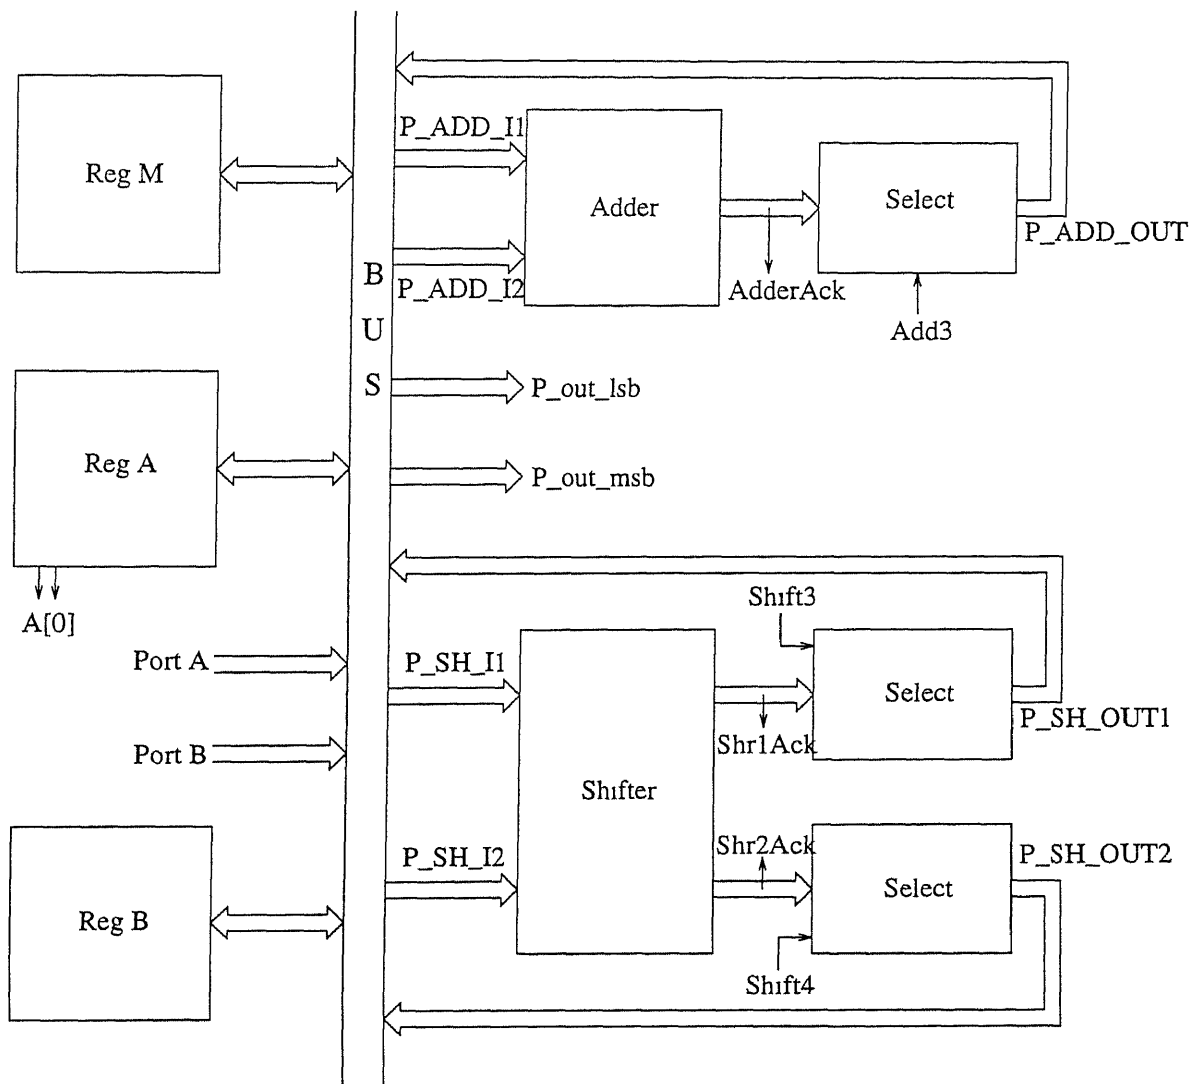 P_ADD_I1
Reg M
Adder
Select
P_ADD_OUT
B
P_ADD_I2
AdderAck
U
Add3
S
P_out_lsb
Reg A
P_out_msb
Shift3
A[0]
Port A
P_SH_I1
Select
P_SH_OUT1
Shr1Ack
Port B
Shifter
Shr2Ack
P_SH_OUT2
P_SH_I2
Select
Reg B
Shift4